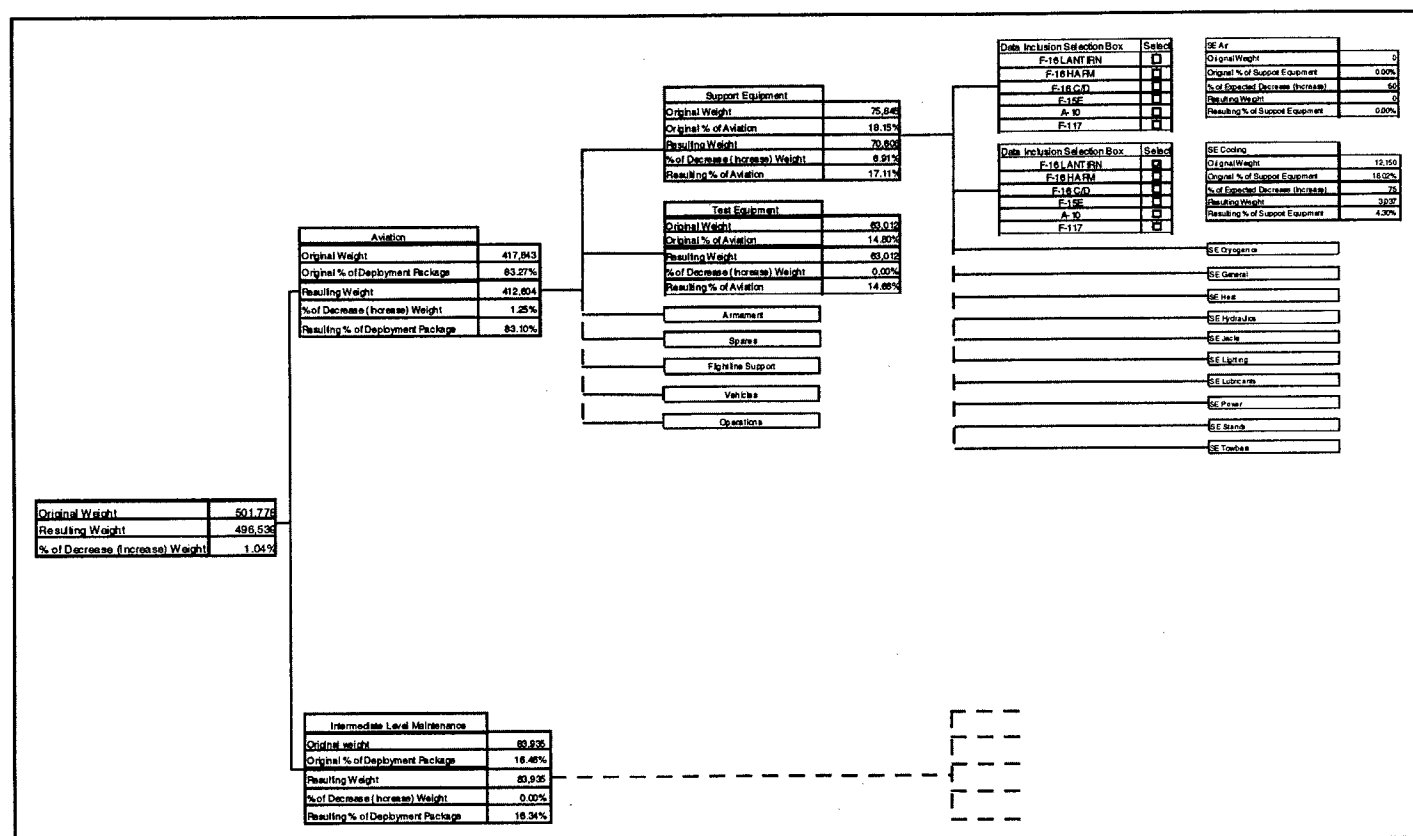 Data Inclusion Selection Box Select
F-16 LANTIRN
F-16 HARM
F-16 C/D
F-15E
A-10
F-117
SE Air
Original Weight 0
Original % of Support Equipment 0.00%
% of Expected Decrease (Increase) 50
Resulting Weight 0
Resulting % of Support Equipment 0.00%
Support Equipment
Original Weight 75,845
Original % of Aviation 18.15%
Resulting Weight 70,606
% of Decrease (Increase) Weight 6.91%
Resulting % of Aviation 17.11%
Data Inclusion Selection Box Select
F-16 LANTIRN
F-16 HARM
F-16 C/D
F-15E
A-10
F-117
SE Cooling
Original Weight 12,150
Original % of Support Equipment 16.02%
% of Expected Decrease (Increase) 75
Resulting Weight 3,037
Resulting % of Support Equipment 4.30%
Test Equipment
Original Weight 63,012
Original % of Aviation 14.80%
Resulting Weight 63,012
% of Decrease (Increase) Weight 0.00%
Resulting % of Aviation 14.66%
Armament
Spares
Flightline Support
Vehicles
Operations
SE Cryogenics
SE General
SE Heat
SE Hydraulics
SE Jacks
SE Lighting
SE Lubricants
SE Power
SE Stands
SE Towbars
Aviation
Original Weight 417,843
Original % of Deployment Package 83.27%
Resulting Weight 412,604
% of Decrease (Increase) Weight 1.25%
Resulting % of Deployment Package 83.10%
Original Weight 501,778
Resulting Weight 496,539
% of Decrease (Increase) Weight 1.04%
Intermediate Level Maintenance
Original weight 83,935
Original % of Deployment Package 16.46%
Resulting Weight 83,935
% of Decrease (Increase) Weight 0.00%
Resulting % of Deployment Package 16.34%